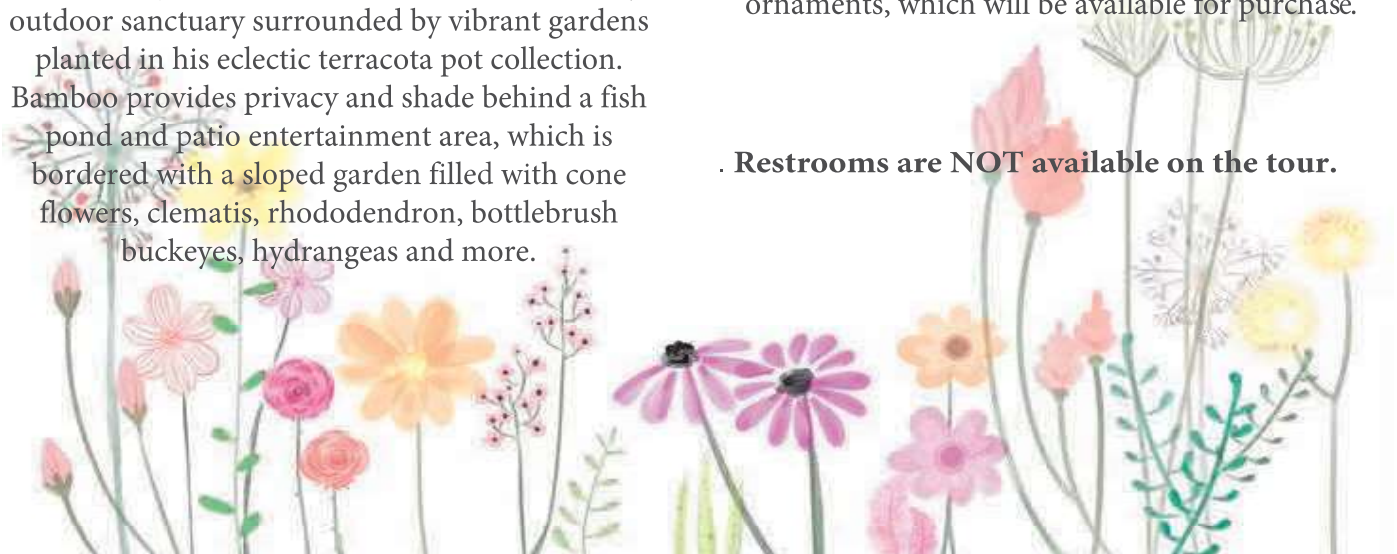 outdoor sanctuary surrounded by vibrant gardens
planted in his eclectic terracota pot collection.
Bamboo provides privacy and shade behind a fish
pond and patio entertainment area, which is
bordered with a sloped garden filled with cone
flowers, clematis, rhododendron, bottlebrush
buckeyes, hydrangeas and more.
ornaments, which will be available for purchase.
. Restrooms are NOT available on the tour.